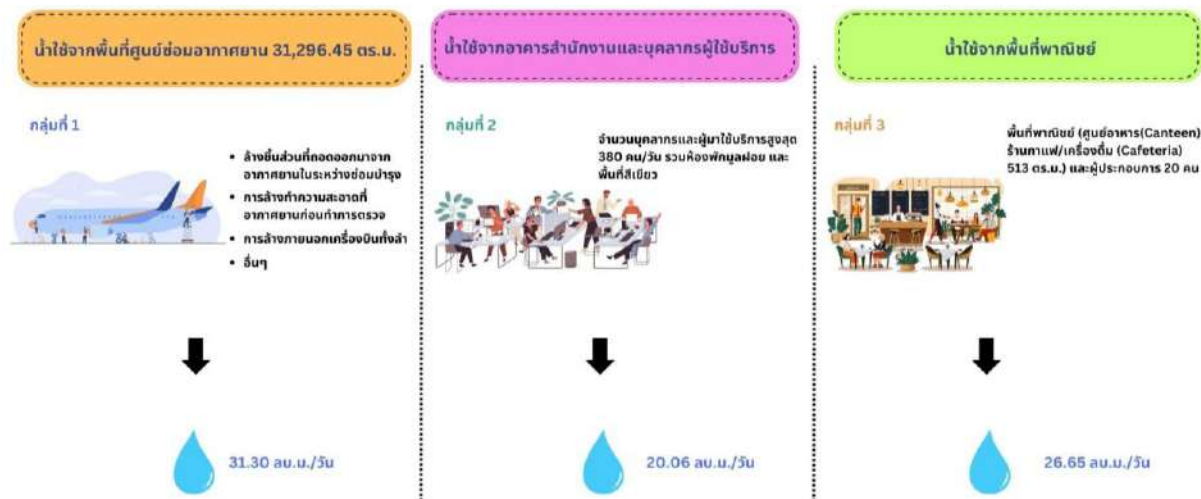 น้ำใช้จากพื้นที่ศูนย์ซ่อมอากาศยาน 31,296.45 ตร.ม.
กลุ่มที่ 1
• ล้างชิ้นส่วนที่ถอดออกมาจาก
อากาศยานในระหว่างซ่อมบำรุง
• การล้างทำความสะอาดที่
อากาศยานก่อนทำการตรวจ
• การล้างภายนอกเครื่องบินทั้งลำ
• อื่นๆ
31.30 ลบ.ม./วัน
น้ำใช้จากอาคารสำนักงานและบุคลากรผู้ใช้บริการ
กลุ่มที่ 2
จำนวนบุคลากรและผู้มาใช้บริการสูงสุด
380 คน/วัน รวมห้องพักมูลฝอย และ
พื้นที่สีเขียว
20.06 ลบ.ม./วัน
น้ำใช้จากพื้นที่พาณิชย์
กลุ่มที่ 3
พื้นที่พาณิชย์ (ศูนย์อาหาร(Canteen)
ร้านกาแฟ/เครื่องดื่ม (Cafeteria)
513 ตร.ม.) และผู้ประกอบการ 20 คน
26.65 ลบ.ม./วัน